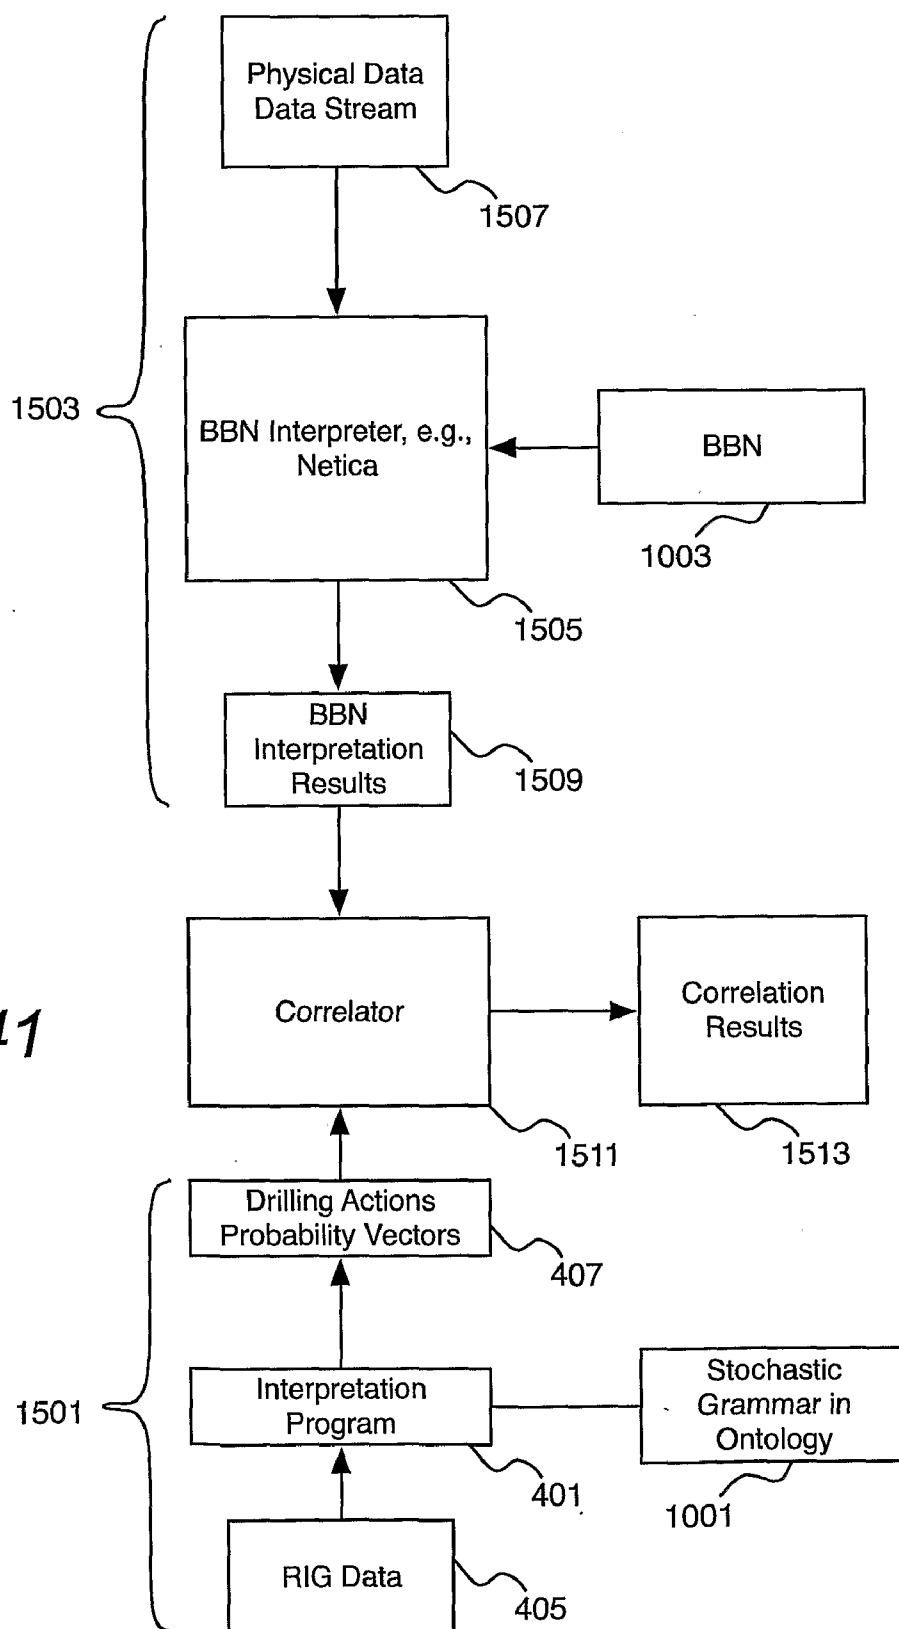 Physical Data
Data Stream
1507
1503
BBN Interpreter, e.g.,
Netica
BBN
1003
1505
BBN
Interpretation
Results
1509
41
Correlator
Correlation
Results
1511
1513
Drilling Actions
Probability Vectors
407
1501
Interpretation
Program
Stochastic
Grammar in
Ontology
401
1001
RIG Data
405